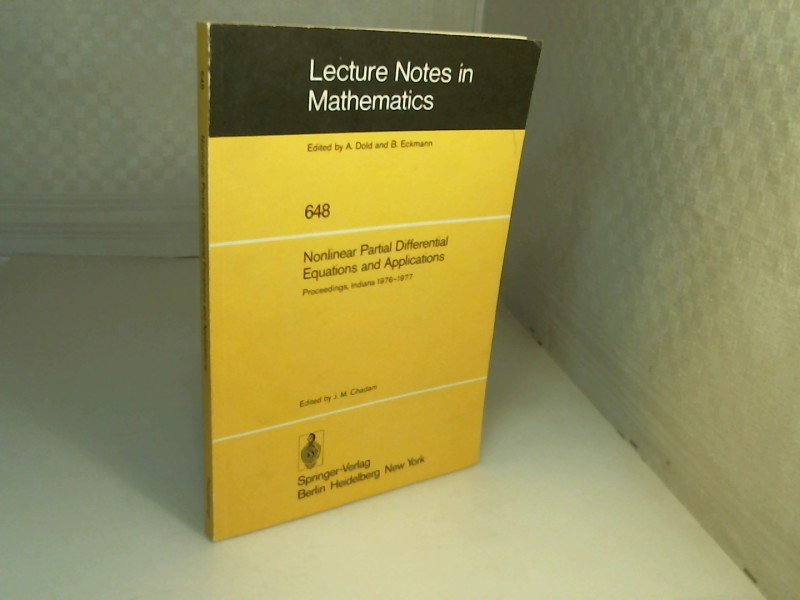 Lecture Notes in
Mathematics
Edited by A. Dold and B. Eckmann
648
Nonlinear Partial Differential
Equations and Applications
Proceedings, Indiana 1976–1977
Edited by J. M. Chadam
Springer-Verlag
Berlin Heidelberg New York
648